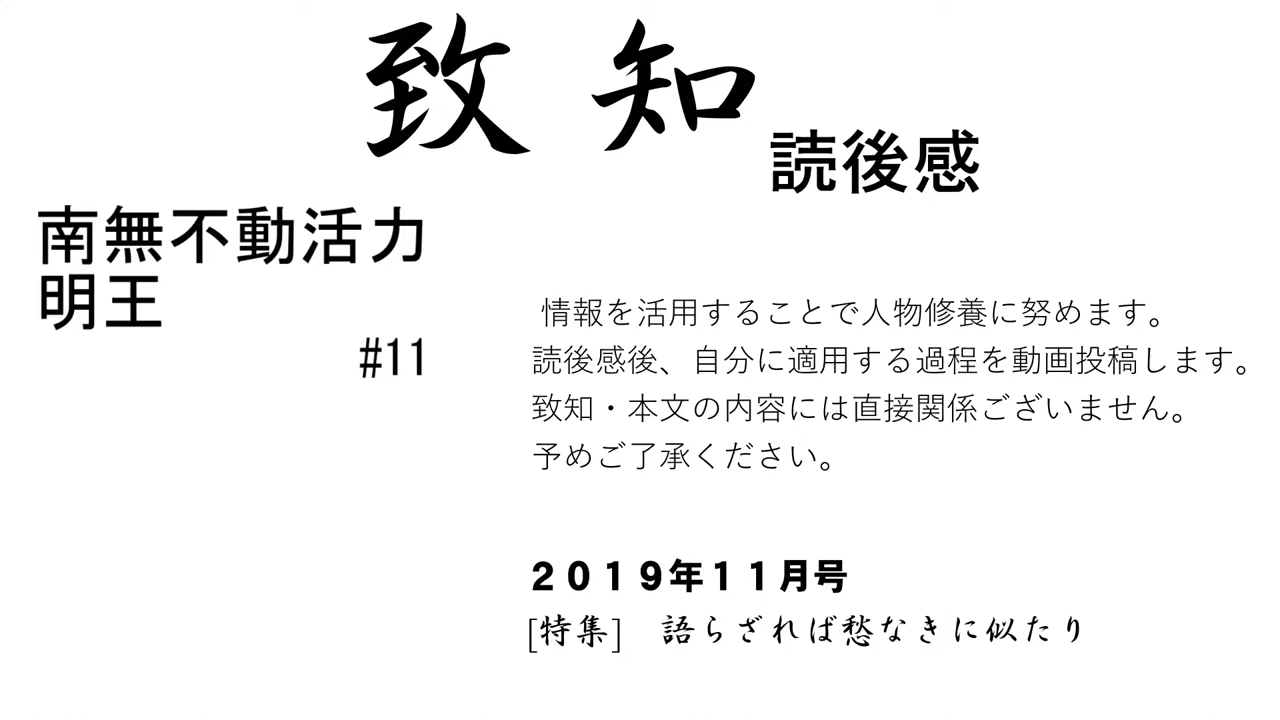 致知
読後感
南無不動活力
明王
#11
情報を活用することで人物修養に努めます。
読後感後、自分に適用する過程を動画投稿します。
致知・本文の内容には直接関係ございません。
予めご了承ください。
２０１９年１１月号
[特集]　語らざれば愁なきに似たり